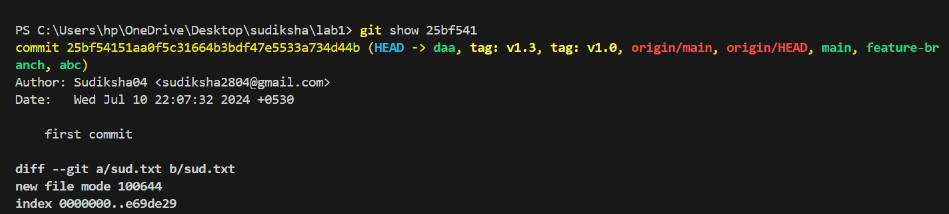 PS C:\Users\hp\OneDrive\Desktop\sudiksha\lab1> git show 25bf541
commit 25bf54151aa0f5c31664b3bdf47e5533a734d44b (HEAD -> daa, tag: v1.3, tag: v1.0, origin/main, origin/HEAD, main, feature-br
anch, abc)
Author: Sudiksha04 <sudiksha2804@gmail.com>
Date:   Wed Jul 10 22:07:32 2024 +0530
    first commit
diff --git a/sud.txt b/sud.txt
new file mode 100644
index 0000000..e69de29